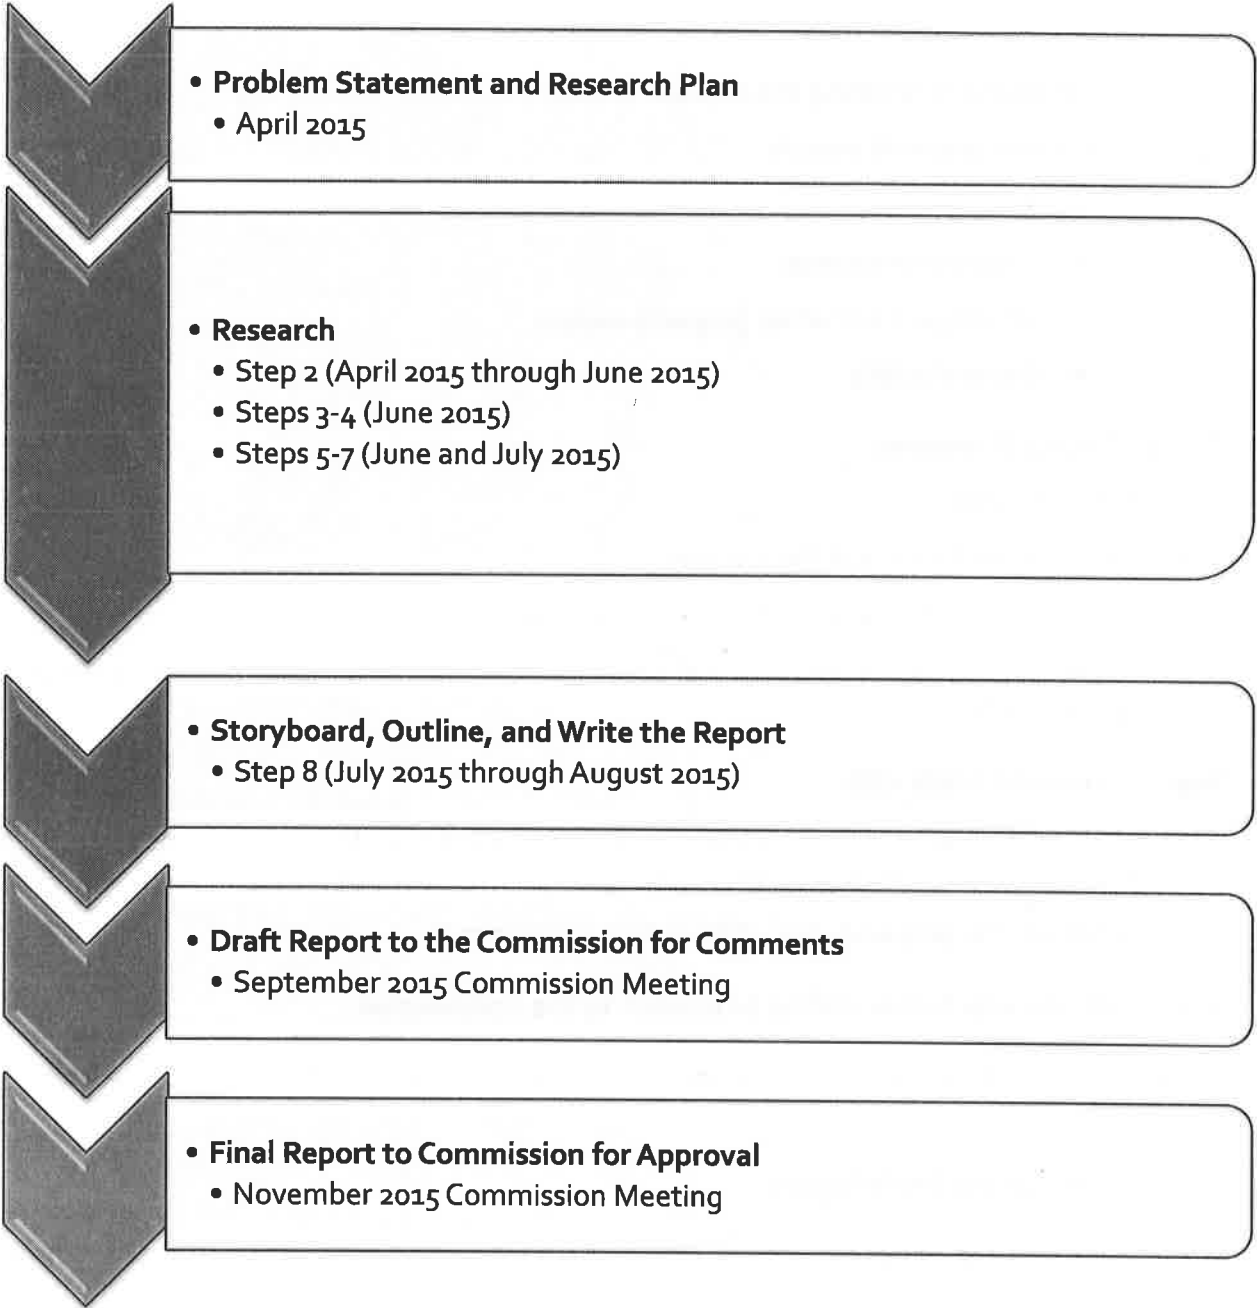 • Problem Statement and Research Plan
• April 2015
• Research
• Step 2 (April 2015 through June 2015)
• Steps 3-4 (June 2015)
• Steps 5-7 (June and July 2015)
• Storyboard, Outline, and Write the Report
• Step 8 (July 2015 through August 2015)
• Draft Report to the Commission for Comments
• September 2015 Commission Meeting
• Final Report to Commission for Approval
• November 2015 Commission Meeting